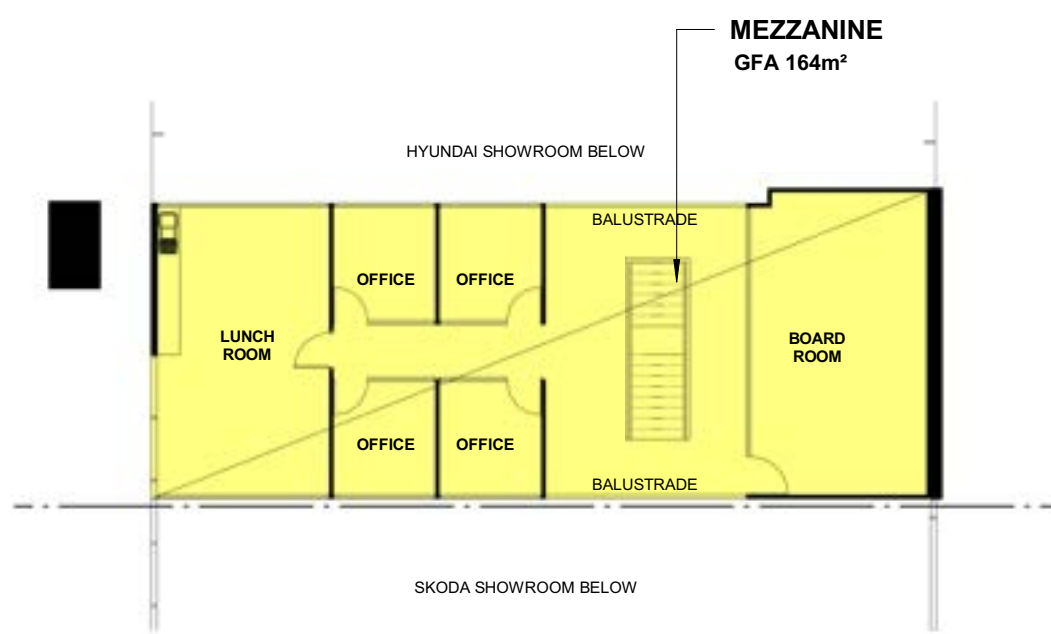 MEZZANINE
GFA 164m²
HYUNDAI SHOWROOM BELOW
BALUSTRADE
OFFICE
OFFICE
LUNCH
ROOM
BOARD
ROOM
OFFICE
OFFICE
BALUSTRADE
SKODA SHOWROOM BELOW